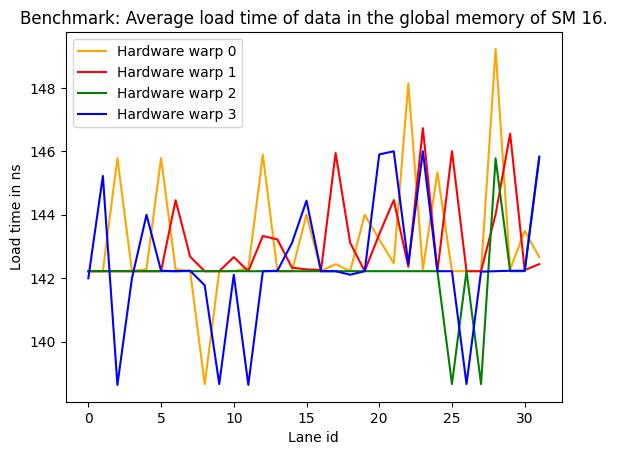 Benchmark: Average load time of data in the global memory of SM 16.
Hardware warp 0
Hardware warp 1
Hardware warp 2
Hardware warp 3
148
146
144
142
140
Load time in ns
0 5 10 15 20 25 30
Lane id